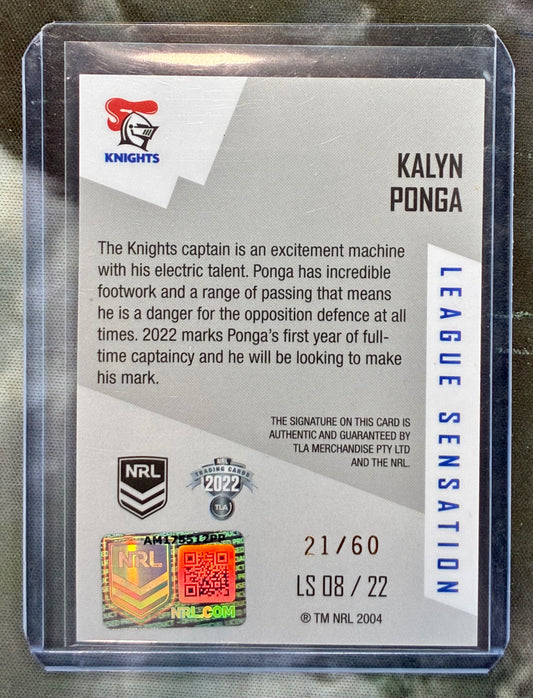 KNIGHTS
KALYN
PONGA
The Knights captain is an excitement machine
with his electric talent. Ponga has incredible
footwork and a range of passing that means
he is a danger for the opposition defence at all
times. 2022 marks Ponga's first year of full-
time captaincy and he will be looking to make
his mark.
LEAGUE SENSATION
THE SIGNATURE ON THIS CARD IS
AUTHENTIC AND GUARANTEED BY
TLA MERCHANDISE PTY LTD
AND THE NRL.
NRL
NRL
TRADING CARDS
2022
TLA
21/60
NRL
NRL.COM
LS 08 / 22
® TM NRL 2004